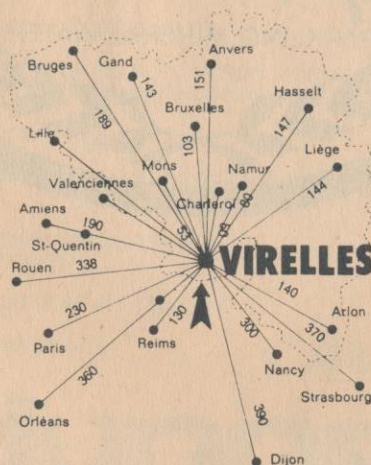 Anvers
Bruges
Gand
143
151
Hasselt
Bruxelles
189
103
147
Lille
Mons
Namur
Liège
Valenciennes
Charleroi
80
144
Amiens
190
53
St-Quentin
VIRELLES
Rouen
338
140
230
130
300
370
Arlon
Paris
Reims
Nancy
360
Strasbourg
390
Orléans
Dijon